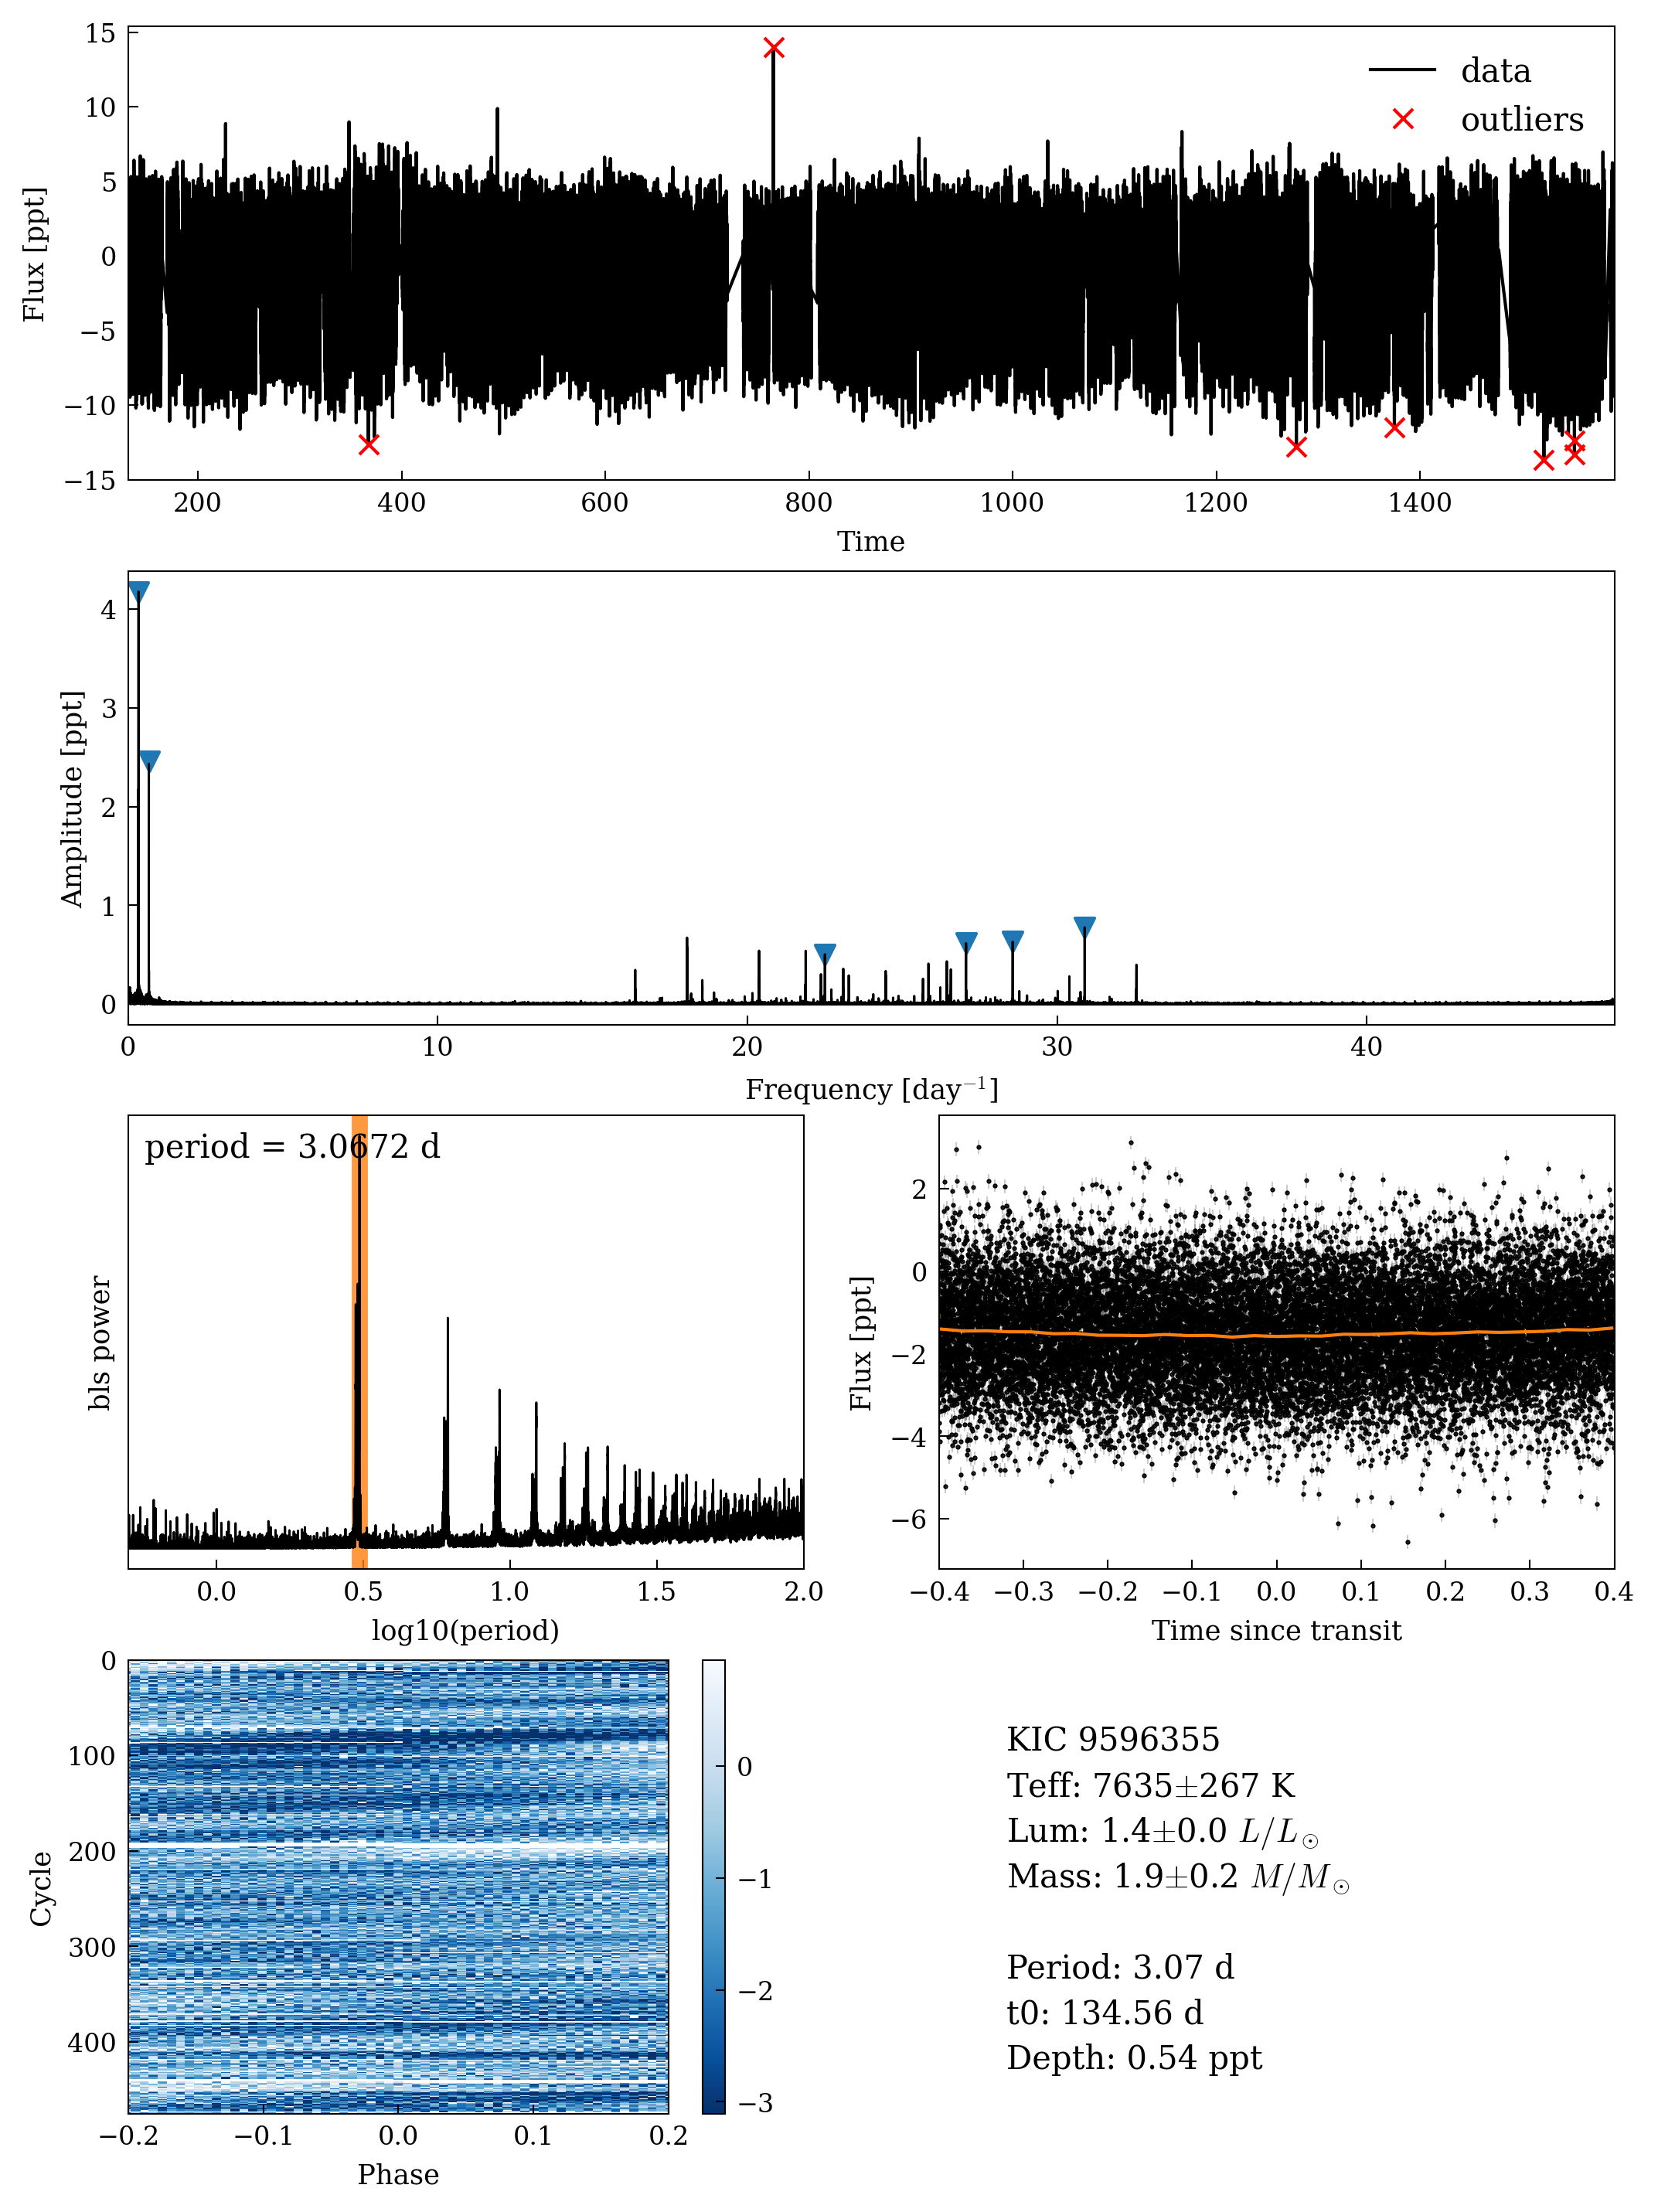 15
10
5
0
−5
−10
−15
Flux [ppt]
data
outliers
200 400 600 800 1000 1200 1400
Time
4
3
2
1
0
Amplitude [ppt]
0 10 20 30 40
Frequency [day⁻¹]
period = 3.0672 d
bls power
0.0 0.5 1.0 1.5 2.0
log10(period)
2
0
−2
−4
−6
Flux [ppt]
−0.4 −0.3 −0.2 −0.1 0.0 0.1 0.2 0.3 0.4
Time since transit
0
100
200
300
400
Cycle
−0.2 −0.1 0.0 0.1 0.2
Phase
0
−1
−2
−3
KIC 9596355
Teff: 7635±267 K
Lum: 1.4±0.0 L/L⊙
Mass: 1.9±0.2 M/M⊙
Period: 3.07 d
t0: 134.56 d
Depth: 0.54 ppt